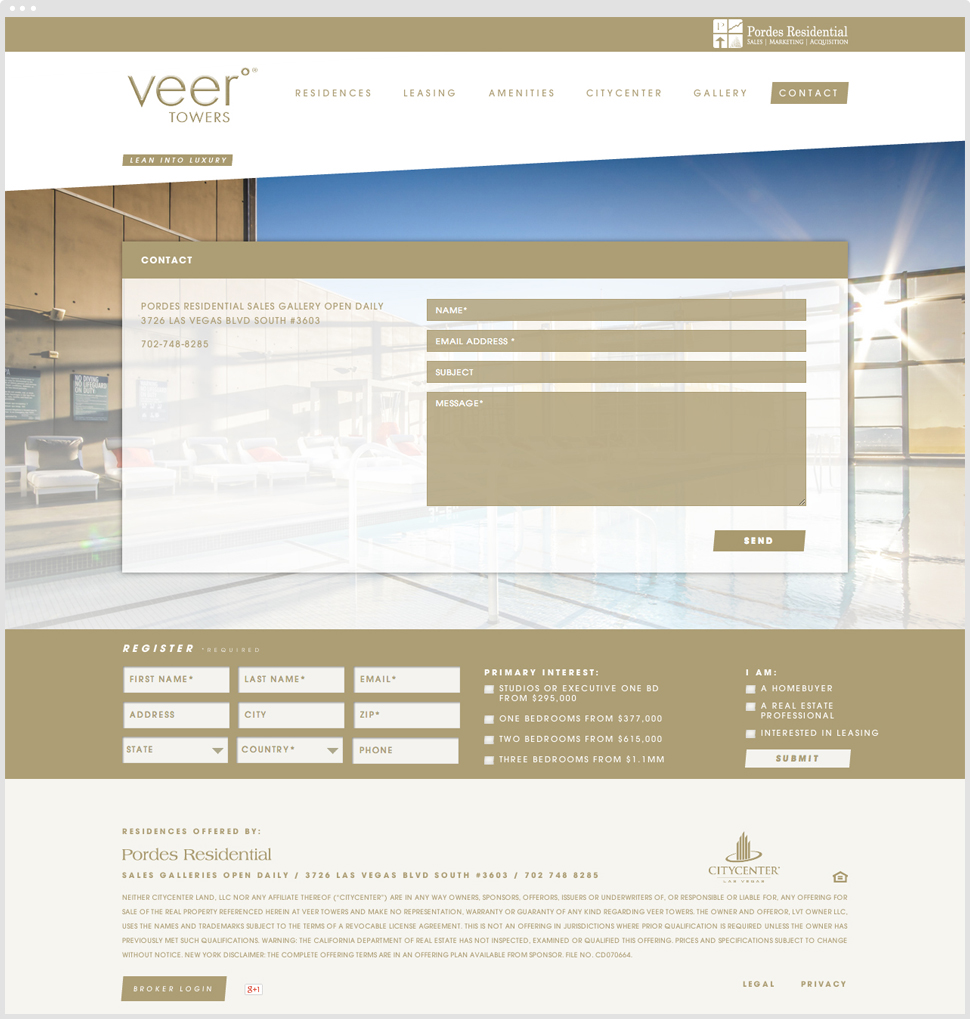 P
Pordes Residential
SALES | MARKETING | ACQUISITION
veer°®
TOWERS
RESIDENCES LEASING AMENITIES CITYCENTER GALLERY CONTACT
LEAN INTO LUXURY
CONTACT
PORDES RESIDENTIAL SALES GALLERY OPEN DAILY
3726 LAS VEGAS BLVD SOUTH #3603
702-748-8285
NAME*
EMAIL ADDRESS *
SUBJECT
MESSAGE*
SEND
NO DIVING
NO LIFEGUARD
ON DUTY
REGISTER *REQUIRED
FIRST NAME* LAST NAME* EMAIL*
ADDRESS CITY ZIP*
STATE COUNTRY* PHONE
PRIMARY INTEREST:
STUDIOS OR EXECUTIVE ONE BD
FROM $295,000
ONE BEDROOMS FROM $377,000
TWO BEDROOMS FROM $615,000
THREE BEDROOMS FROM $1.1MM
I AM:
A HOMEBUYER
A REAL ESTATE
PROFESSIONAL
INTERESTED IN LEASING
SUBMIT
RESIDENCES OFFERED BY:
Pordes Residential
SALES GALLERIES OPEN DAILY / 3726 LAS VEGAS BLVD SOUTH #3603 / 702 748 8285
CITYCENTER
LAS VEGAS
NEITHER CITYCENTER LAND, LLC NOR ANY AFFILIATE THEREOF ("CITYCENTER") ARE IN ANY WAY OWNERS, SPONSORS, OFFERORS, ISSUERS OR UNDERWRITERS OF, OR RESPONSIBLE OR LIABLE FOR, ANY OFFERING FOR
SALE OF THE REAL PROPERTY REFERENCED HEREIN AT VEER TOWERS AND MAKE NO REPRESENTATION, WARRANTY OR GUARANTY OF ANY KIND REGARDING VEER TOWERS. THE OWNER AND OFFEROR, LVT OWNER LLC,
USES THE NAMES AND TRADEMARKS SUBJECT TO THE TERMS OF A REVOCABLE LICENSE AGREEMENT. THIS IS NOT AN OFFERING IN JURISDICTIONS WHERE PRIOR QUALIFICATION IS REQUIRED UNLESS THE OWNER HAS
PREVIOUSLY MET SUCH QUALIFICATIONS. WARNING: THE CALIFORNIA DEPARTMENT OF REAL ESTATE HAS NOT INSPECTED, EXAMINED OR QUALIFIED THIS OFFERING. PRICES AND SPECIFICATIONS SUBJECT TO CHANGE
WITHOUT NOTICE. NEW YORK DISCLAIMER: THE COMPLETE OFFERING TERMS ARE IN AN OFFERING PLAN AVAILABLE FROM SPONSOR. FILE NO. CD070664.
BROKER LOGIN
g+1
LEGAL PRIVACY